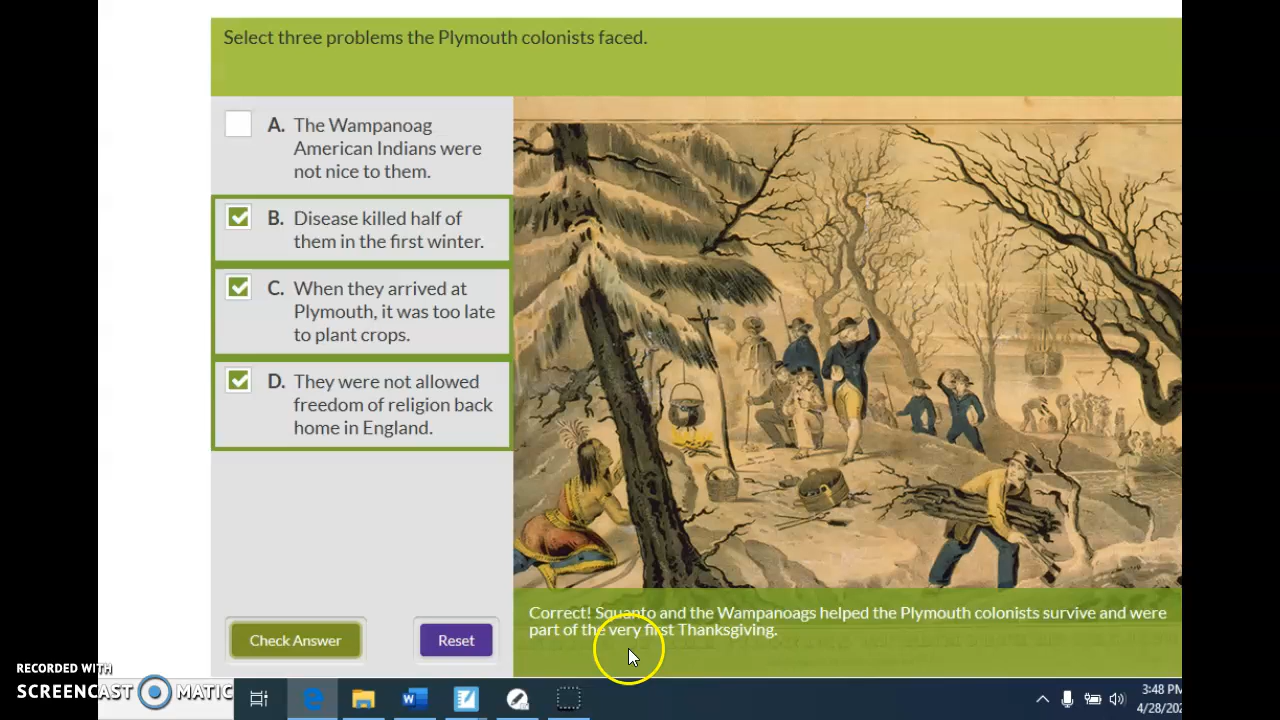 Select three problems the Plymouth colonists faced.
A. The Wampanoag
American Indians were
not nice to them.
B. Disease killed half of
them in the first winter.
C. When they arrived at
Plymouth, it was too late
to plant crops.
D. They were not allowed
freedom of religion back
home in England.
Check Answer
Reset
Correct! Squanto and the Wampanoags helped the Plymouth colonists survive and were
part of the very first Thanksgiving.
RECORDED WITH
SCREENCAST MATIC
3:48 PM